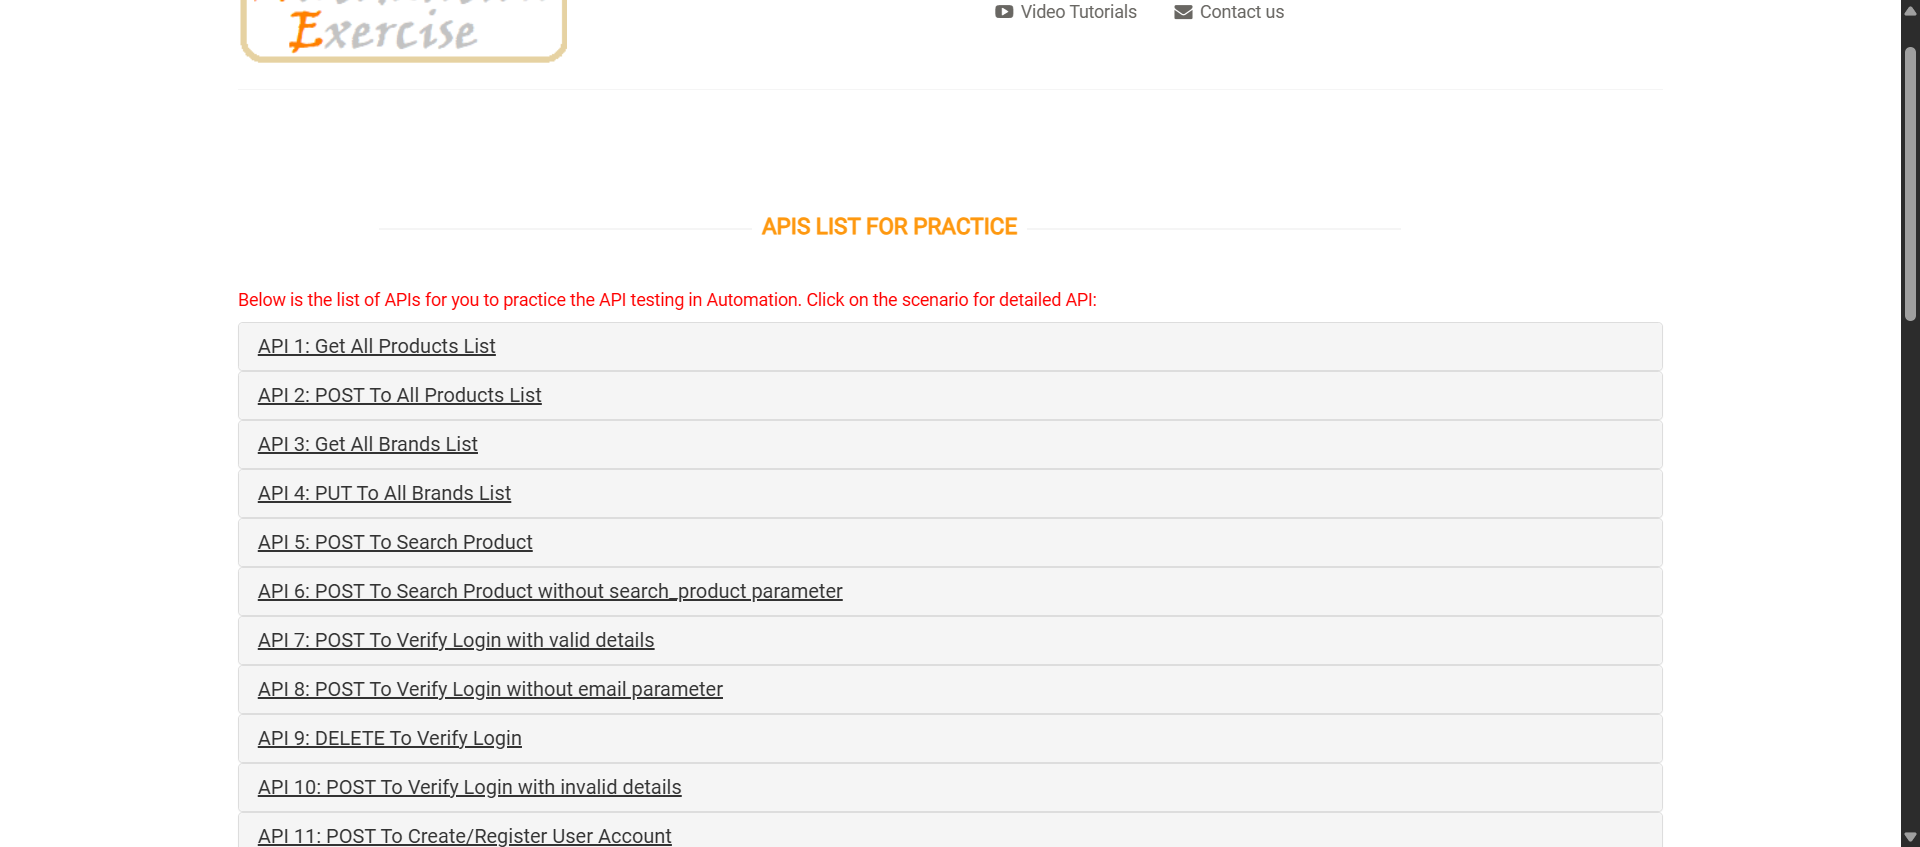 Exercise
Video Tutorials
Contact us
APIS LIST FOR PRACTICE
Below is the list of APIs for you to practice the API testing in Automation. Click on the scenario for detailed API:
API 1: Get All Products List
API 2: POST To All Products List
API 3: Get All Brands List
API 4: PUT To All Brands List
API 5: POST To Search Product
API 6: POST To Search Product without search_product parameter
API 7: POST To Verify Login with valid details
API 8: POST To Verify Login without email parameter
API 9: DELETE To Verify Login
API 10: POST To Verify Login with invalid details
API 11: POST To Create/Register User Account